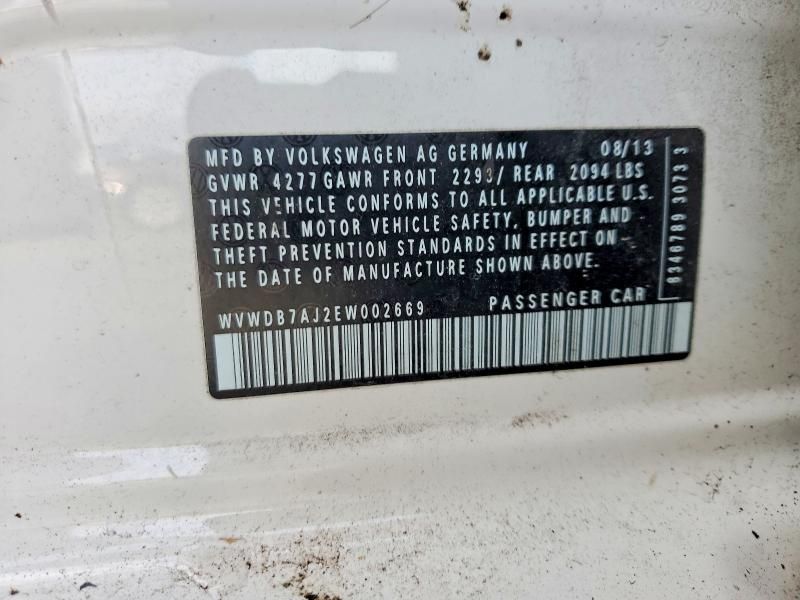 MFD BY VOLKSWAGEN AG GERMANY 08/13
GVWR 4277 GAWR FRONT 2293/ REAR 2094 LBS
THIS VEHICLE CONFORMS TO ALL APPLICABLE U.S.
FEDERAL MOTOR VEHICLE SAFETY, BUMPER AND
THEFT PREVENTION STANDARDS IN EFFECT ON
THE DATE OF MANUFACTURE SHOWN ABOVE.
WVWDB7AJ2EW002669 PASSENGER CAR
8346789 3073 3